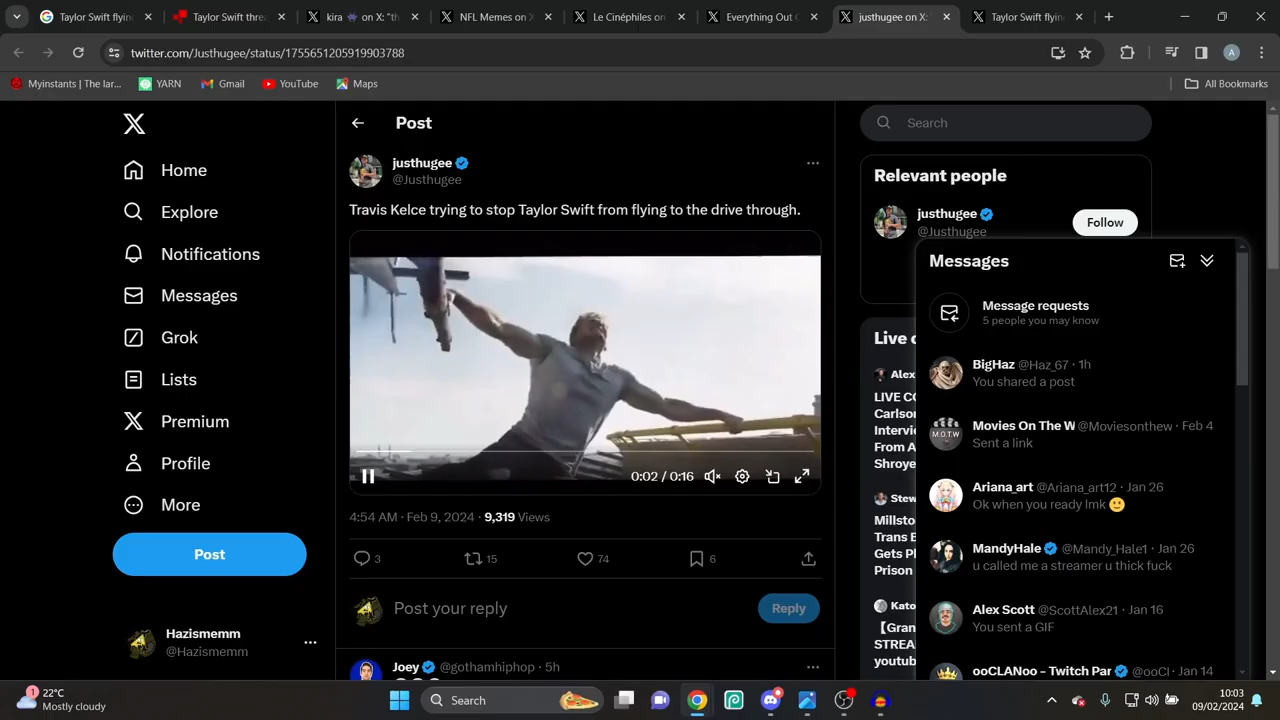 Taylor Swift flying
Taylor Swift threa
kira on X: "th
NFL Memes on X
Le Cinéphiles on
Everything Out C
justhugee on X:
Taylor Swift flyin
twitter.com/Justhugee/status/1755651205919903788
A
Myinstants | The lar...
YARN
Gmail
YouTube
Maps
All Bookmarks
Home
Explore
Notifications
Messages
Grok
Lists
Premium
Profile
More
Post
Hazismemm
@Hazismemm
Post
justhugee
@Justhugee
Travis Kelce trying to stop Taylor Swift from flying to the drive through.
0:02 / 0:16
4:54 AM · Feb 9, 2024 · 9,319 Views
3
15
74
6
Post your reply
Reply
Joey @gothamhiphop · 5h
Search
Relevant people
justhugee
@Justhugee
Follow
Live o
Alex
LIVE CO
Carlson
Intervi
From A
Shroye
Stew
Millsto
Trans E
Gets Pl
Prison
Kato
【Gran
STREA
youtub
Messages
Message requests
5 people you may know
BigHaz @Haz_67 · 1h
You shared a post
M.O.T.W
Movies On The W @Moviesonthew · Feb 4
Sent a link
Ariana_art @Ariana_art12 · Jan 26
Ok when you ready lmk
MandyHale @Mandy_Hale1 · Jan 26
u called me a streamer u thick fuck
Alex Scott @ScottAlex21 · Jan 16
You sent a GIF
ooCLANoo - Twitch Par @ooCl · Jan 14
1
22°C
Mostly cloudy
Search
10:03
09/02/2024